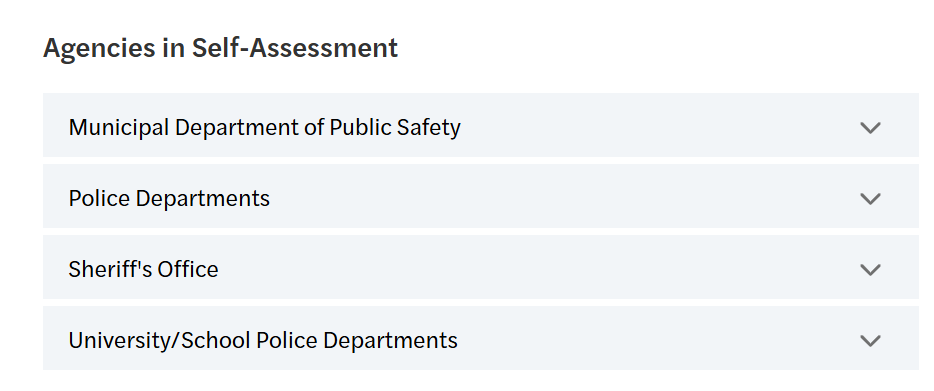 Agencies in Self-Assessment
Municipal Department of Public Safety
Police Departments
Sheriff's Office
University/School Police Departments